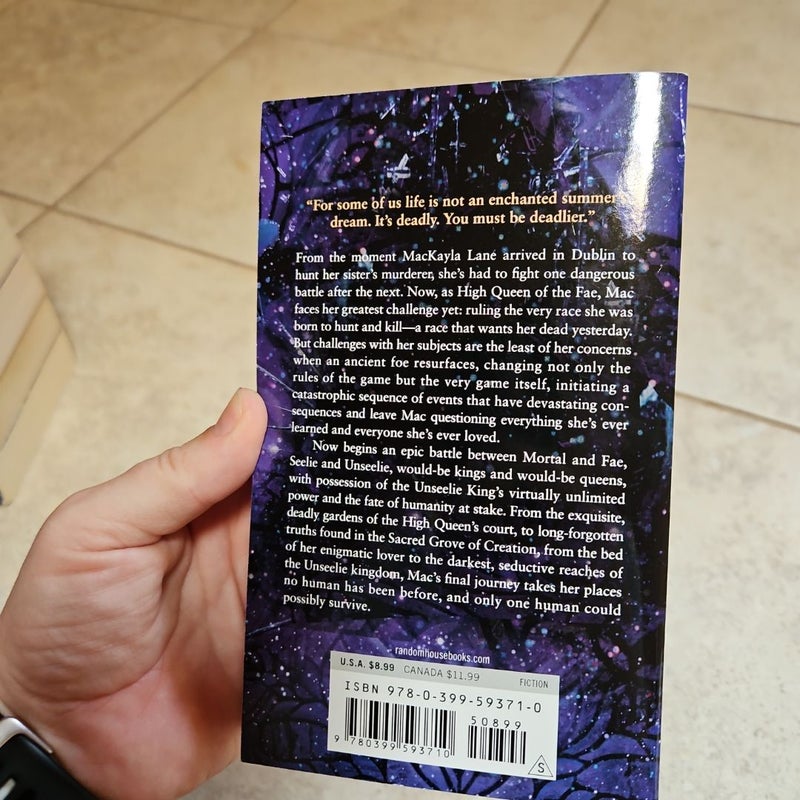 “For some of us life is not an enchanted summer's
dream. It's deadly. You must be deadlier.”
From the moment MacKayla Lane arrived in Dublin to
hunt her sister's murderer, she's had to fight one dangerous
battle after the next. Now, as High Queen of the Fae, Mac
faces her greatest challenge yet: ruling the very race she was
born to hunt and kill—a race that wants her dead yesterday.
But challenges with her subjects are the least of her concerns
when an ancient foe resurfaces, changing not only the
rules of the game but the very game itself, initiating a
catastrophic sequence of events that have devastating con-
sequences and leave Mac questioning everything she's ever
learned and everyone she's ever loved.
Now begins an epic battle between Mortal and Fae,
Seelie and Unseelie, would-be kings and would-be queens,
with possession of the Unseelie King's virtually unlimited
power and the fate of humanity at stake. From the exquisite,
deadly gardens of the High Queen's court, to long-forgotten
truths found in the Sacred Grove of Creation, from the bed
of her enigmatic lover to the darkest, seductive reaches of
the Unseelie kingdom, Mac's final journey takes her places
no human has been before, and only one human could
possibly survive.
randomhousebooks.com
U.S.A. $8.99 CANADA $11.99 FICTION
ISBN 978-0-399-59371-0
50899
9 780399 593710
S